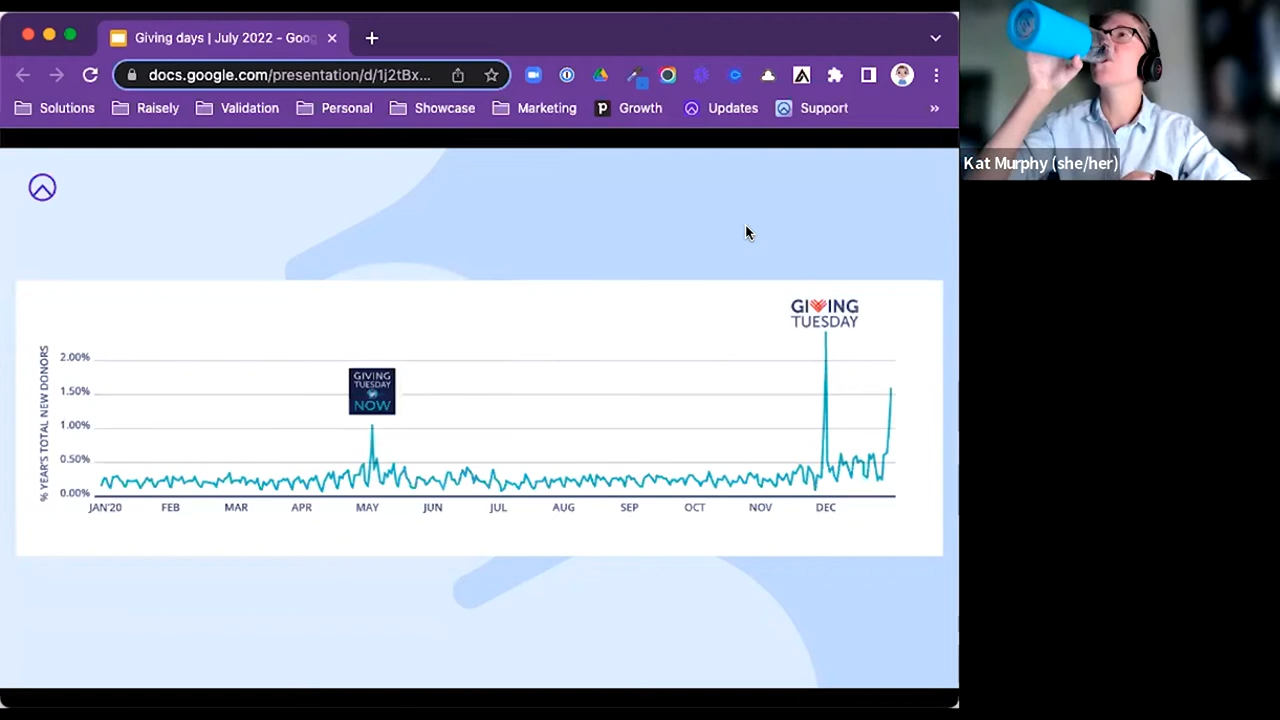 Giving days | July 2022 - Goo
docs.google.com/presentation/d/1j2tBx...
Solutions
Raisely
Validation
Personal
Showcase
Marketing
Growth
Updates
Support
»
Kat Murphy (she/her)
GIVING
TUESDAY
GIVING
TUESDAY
NOW
% YEAR'S TOTAL NEW DONORS
2.00%
1.50%
1.00%
0.50%
0.00%
JAN'20 FEB MAR APR MAY JUN JUL AUG SEP OCT NOV DEC